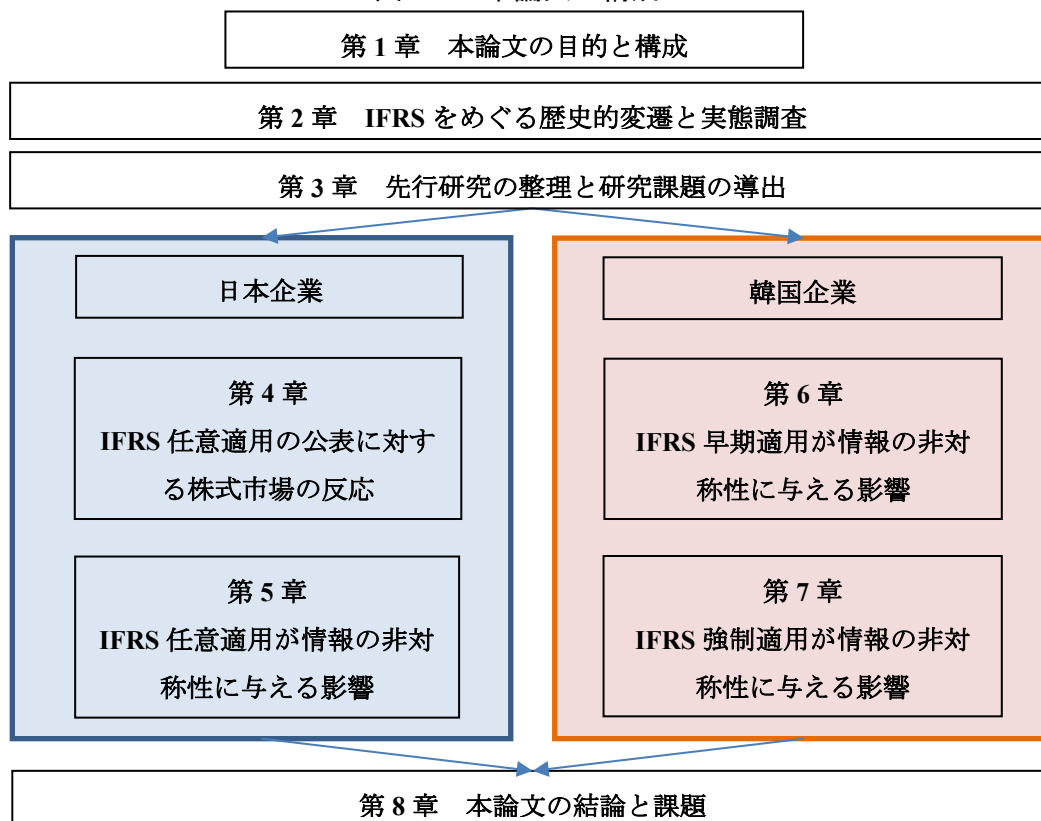 第 1 章 本論文の目的と構成
第 2 章 IFRS をめぐる歴史的変遷と実態調査
第 3 章 先行研究の整理と研究課題の導出
日本企業
第 4 章
IFRS 任意適用の公表に対す
る株式市場の反応
第 5 章
IFRS 任意適用が情報の非対
称性に与える影響
韓国企業
第 6 章
IFRS 早期適用が情報の非対
称性に与える影響
第 7 章
IFRS 強制適用が情報の非対
称性に与える影響
第 8 章 本論文の結論と課題